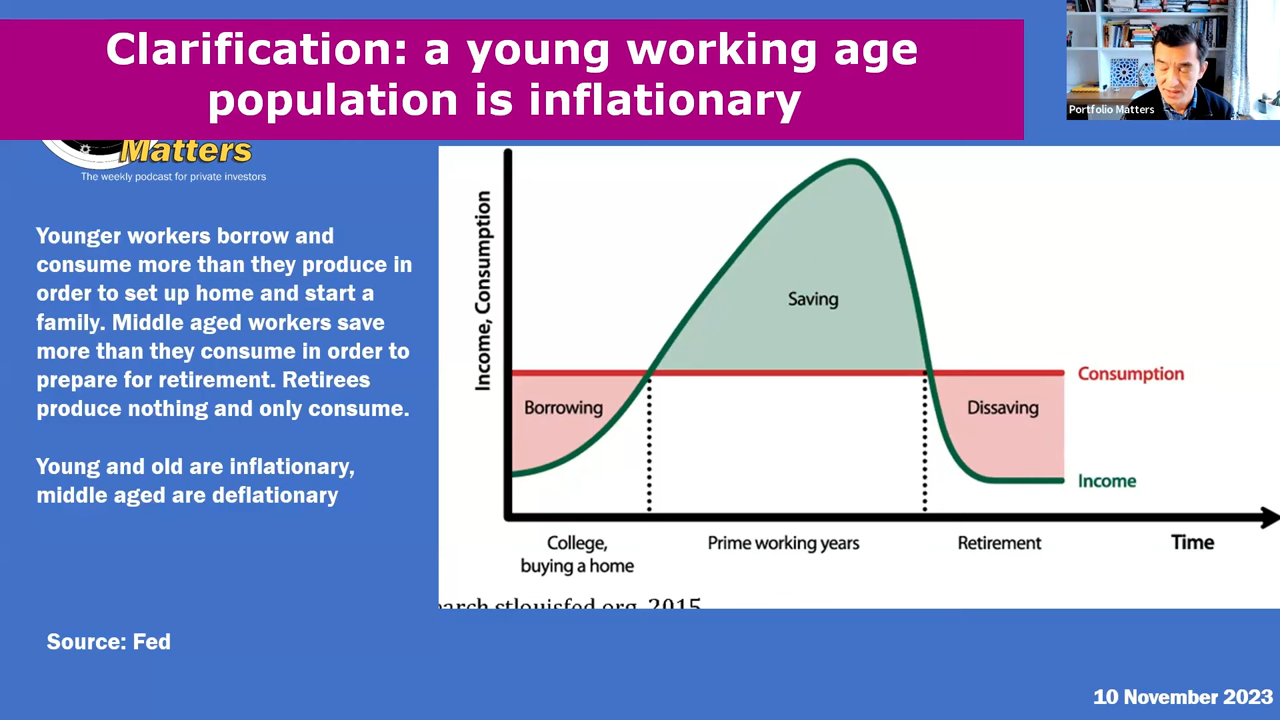 Clarification: a young working age
population is inflationary
Portfolio Matters
Matters
The weekly podcast for private investors
Younger workers borrow and
consume more than they produce in
order to set up home and start a
family. Middle aged workers save
more than they consume in order to
prepare for retirement. Retirees
produce nothing and only consume.
Young and old are inflationary,
middle aged are deflationary
Income, Consumption
Saving
Borrowing
Dissaving
Consumption
Income
College,
buying a home
Prime working years
Retirement
Time
stlouisfed.org, 2015
Source: Fed
10 November 2023